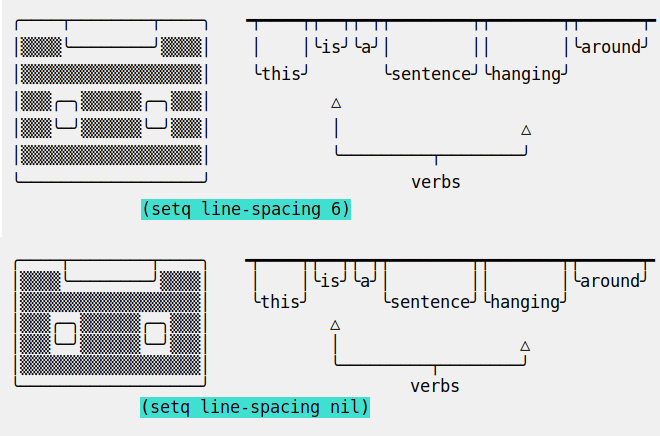 is a around
this sentence hanging
verbs
(setq line-spacing 6)
is a around
this sentence hanging
verbs
(setq line-spacing nil)